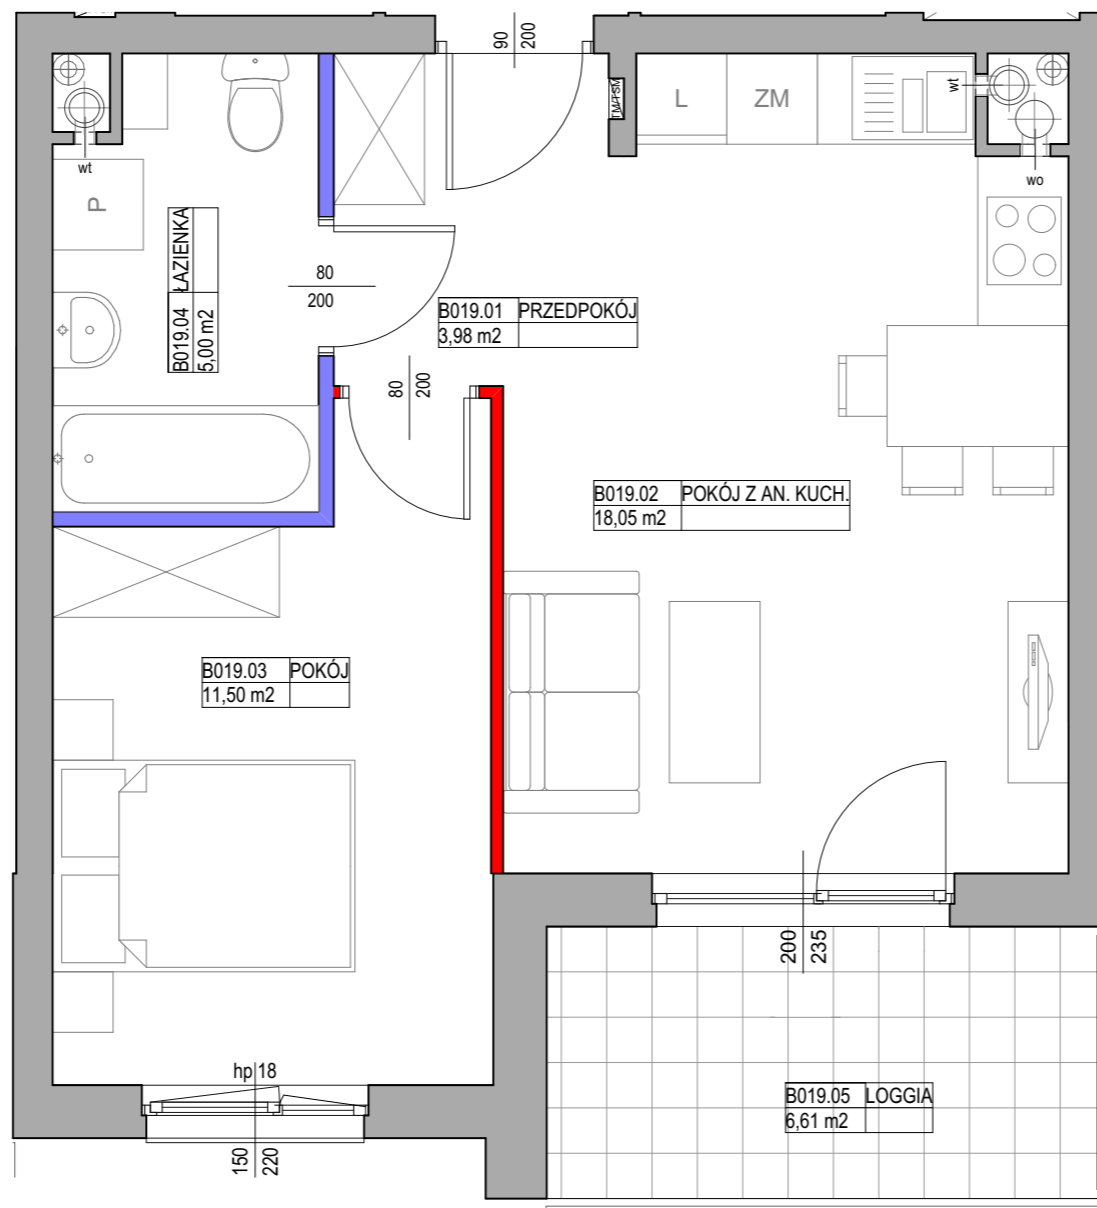 90
200
L
ZM
TM/TSM
wt
wt
wo
P
B019.04 ŁAZIENKA
5,00 m2
80
200
B019.01 PRZEDPOKÓJ
3,98 m2
80
200
B019.02 POKÓJ Z AN. KUCH.
18,05 m2
B019.03 POKÓJ
11,50 m2
200
235
hp 18
150
220
B019.05 LOGGIA
6,61 m2